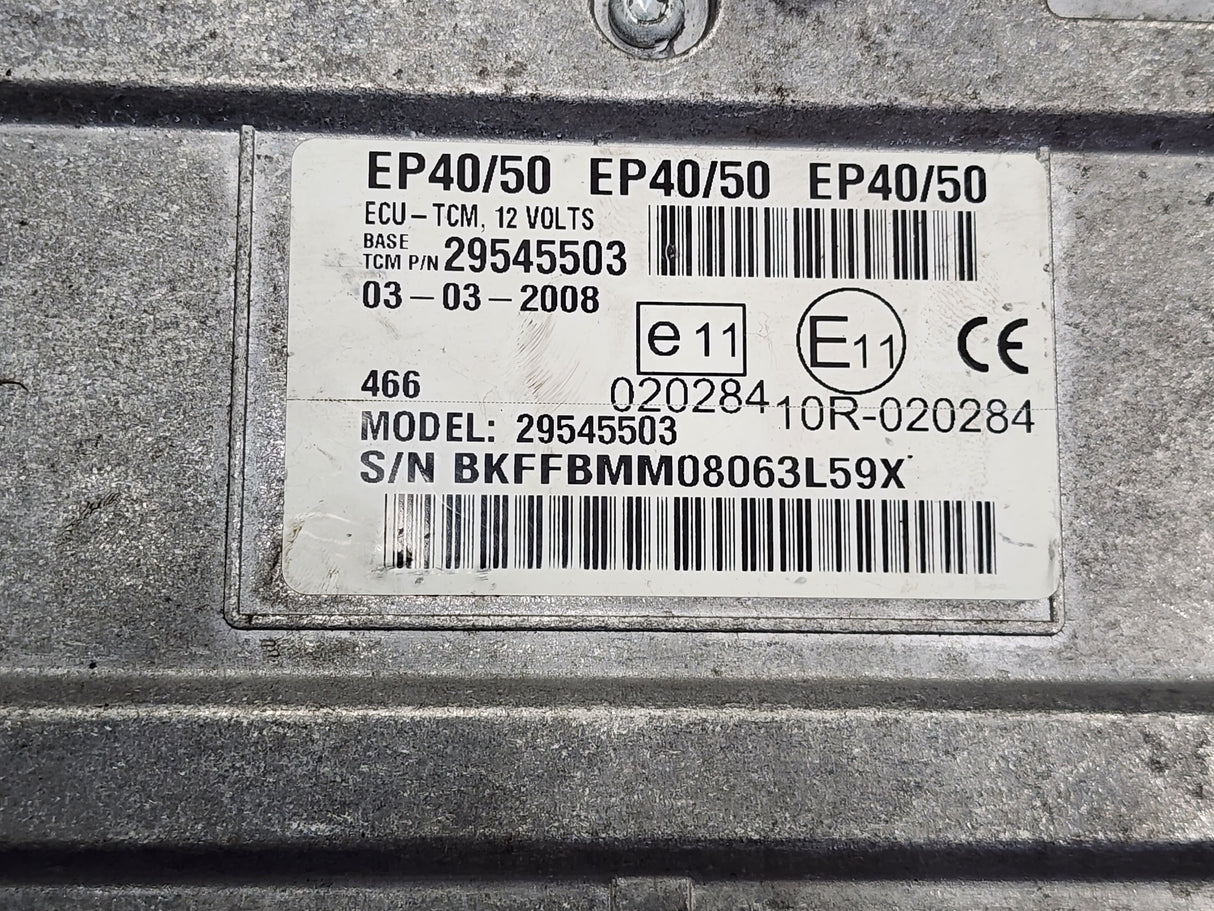 EP40/50 EP40/50 EP40/50
ECU-TCM, 12 VOLTS
BASE
TCM P/N 29545503
03-03-2008
e 11
E11
CE
466
020284
10R-020284
MODEL: 29545503
S/N BKFFBMM08063L59X